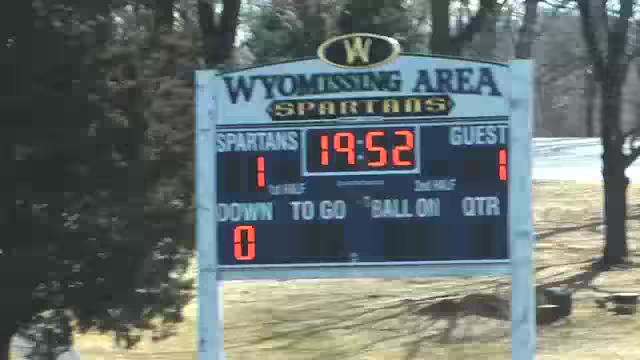 W
WYOMISSING AREA
SPARTANS
SPARTANS 19:52 GUEST
1 1
1st HALF 2nd HALF
DOWN TO GO BALL ON QTR
0